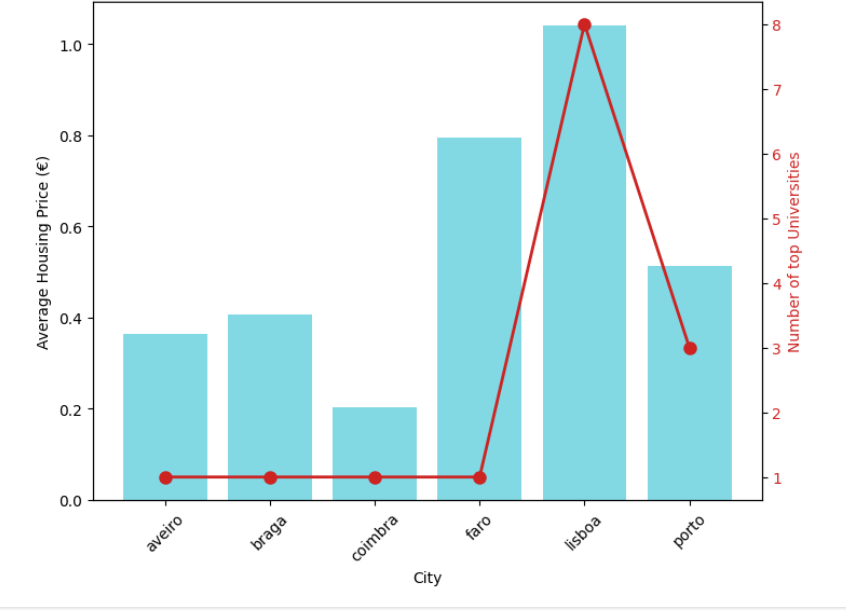 1.0
0.8
0.6
0.4
0.2
0.0
Average Housing Price (€)
8
7
6
5
4
3
2
1
Number of top Universities
aveiro
braga
coimbra
faro
lisboa
porto
City